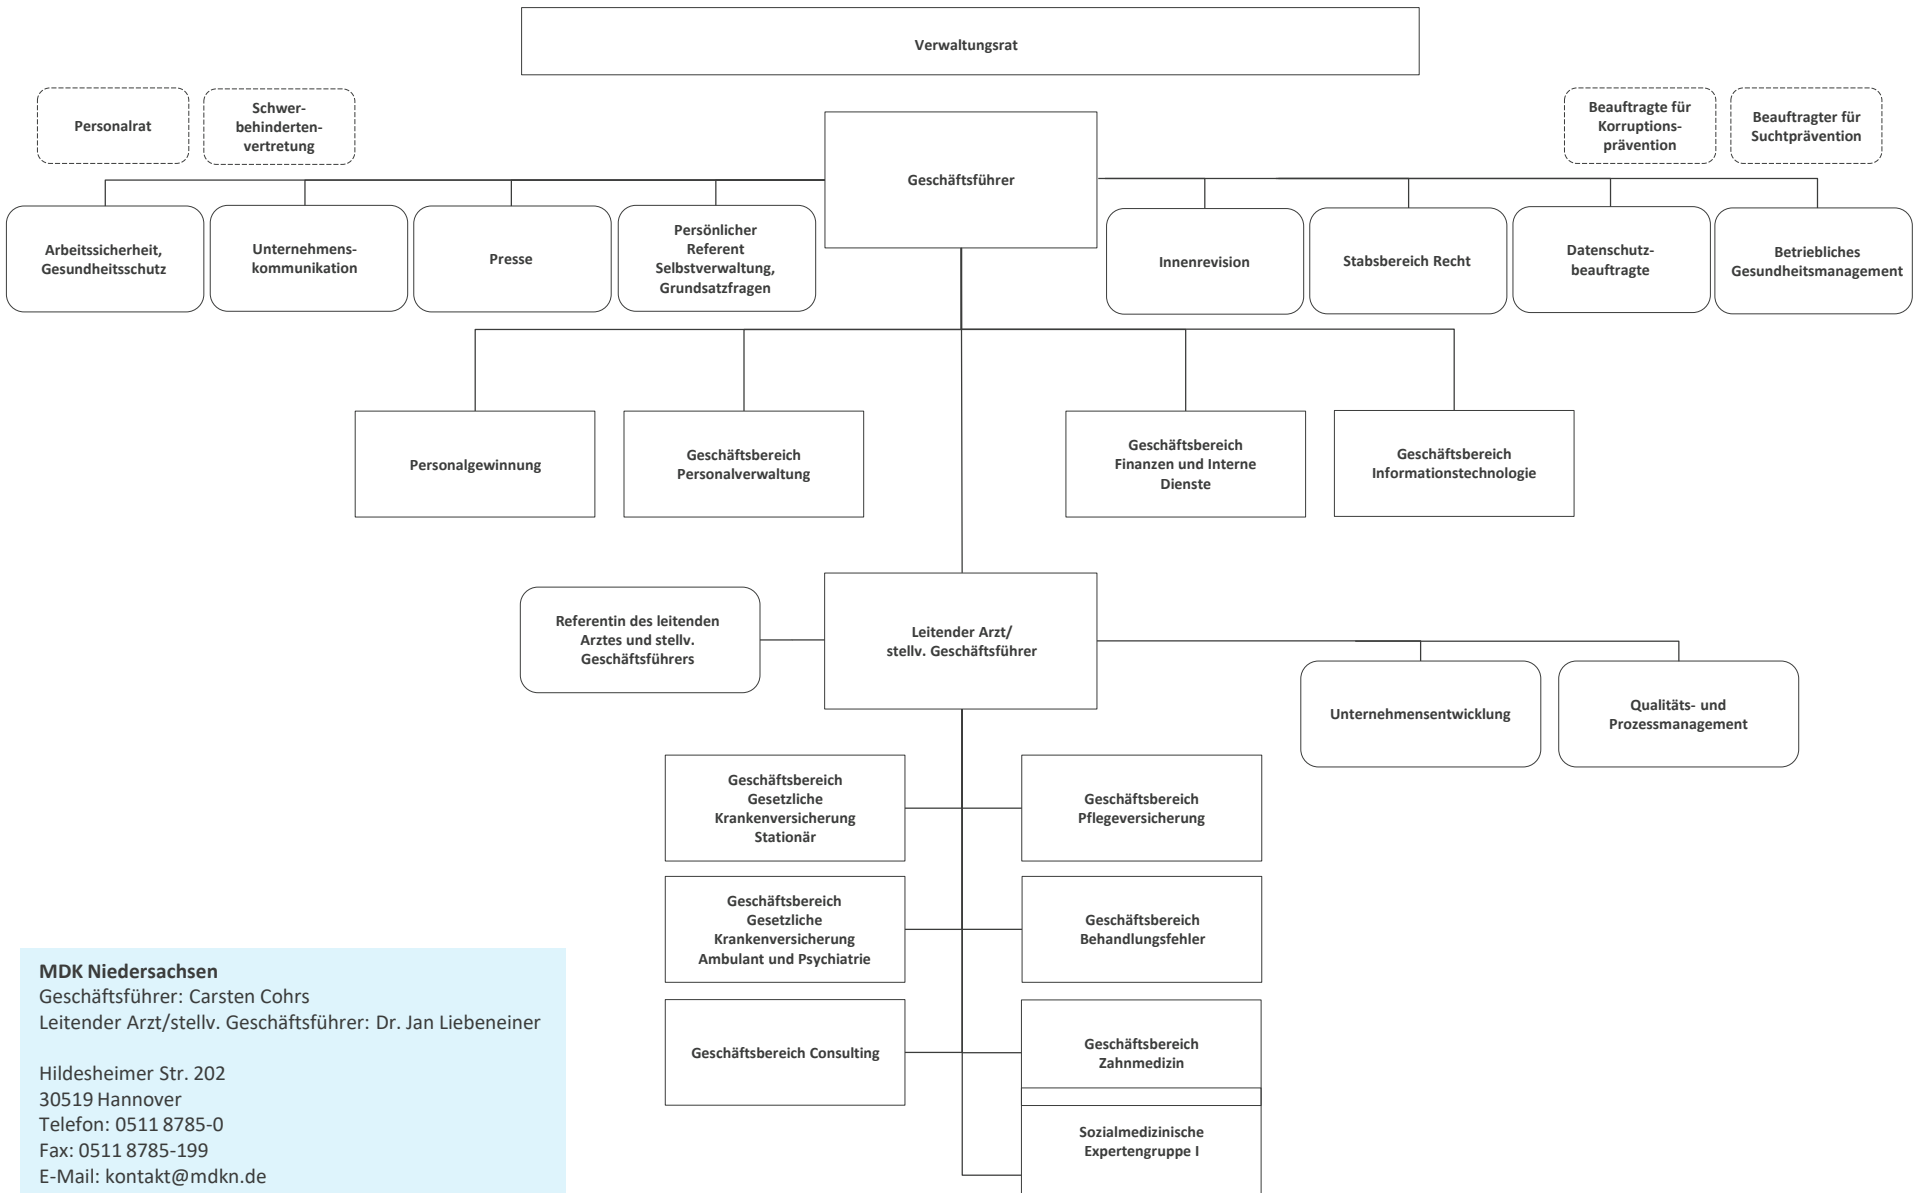 Verwaltungsrat
Personalrat
Schwer-
behinderten-
vertretung
Beauftragte für
Korruptions-
prävention
Beauftragter für
Suchtprävention
Geschäftsführer
Arbeitssicherheit,
Gesundheitsschutz
Unternehmens-
kommunikation
Presse
Persönlicher
Referent
Selbstverwaltung,
Grundsatzfragen
Innenrevision
Stabsbereich Recht
Datenschutz-
beauftragte
Betriebliches
Gesundheitsmanagement
Personalgewinnung
Geschäftsbereich
Personalverwaltung
Geschäftsbereich
Finanzen und Interne
Dienste
Geschäftsbereich
Informationstechnologie
Referentin des leitenden
Arztes und stellv.
Geschäftsführers
Leitender Arzt/
stellv. Geschäftsführer
Unternehmensentwicklung
Qualitäts- und
Prozessmanagement
Geschäftsbereich
Gesetzliche
Krankenversicherung
Stationär
Geschäftsbereich
Pflegeversicherung
Geschäftsbereich
Gesetzliche
Krankenversicherung
Ambulant und Psychiatrie
Geschäftsbereich
Behandlungsfehler
Geschäftsbereich Consulting
Geschäftsbereich
Zahnmedizin
Sozialmedizinische
Expertengruppe I
MDK Niedersachsen
Geschäftsführer: Carsten Cohrs
Leitender Arzt/stellv. Geschäftsführer: Dr. Jan Liebeneiner
Hildesheimer Str. 202
30519 Hannover
Telefon: 0511 8785-0
Fax: 0511 8785-199
E-Mail: kontakt@mdkn.de